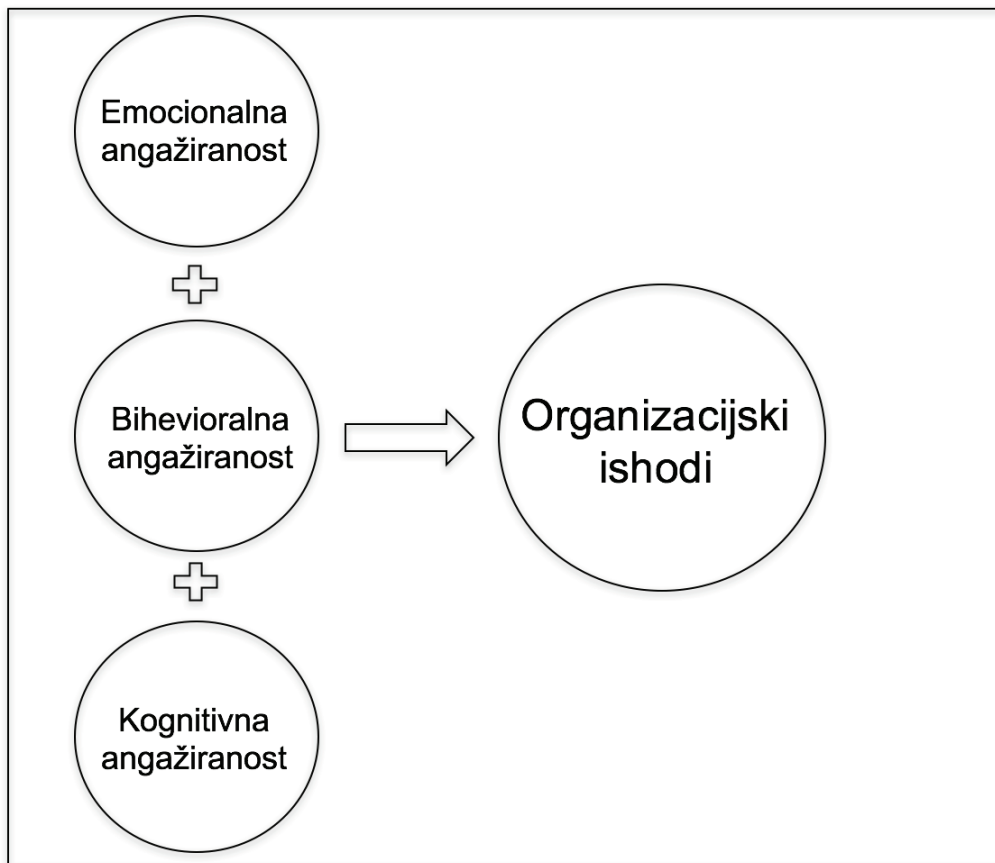 Emocionalna
angažiranost
Bihevioralna
angažiranost
Organizacijski
ishodi
Kognitivna
angažiranost